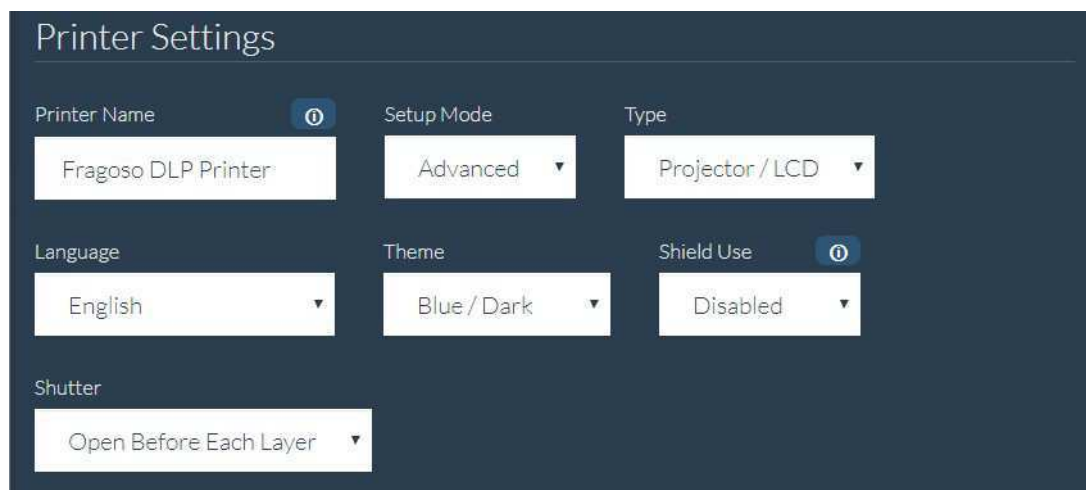 Printer Settings
Printer Name
Setup Mode
Type
Fragoso DLP Printer
Advanced
Projector / LCD
Language
Theme
Shield Use
English
Blue / Dark
Disabled
Shutter
Open Before Each Layer